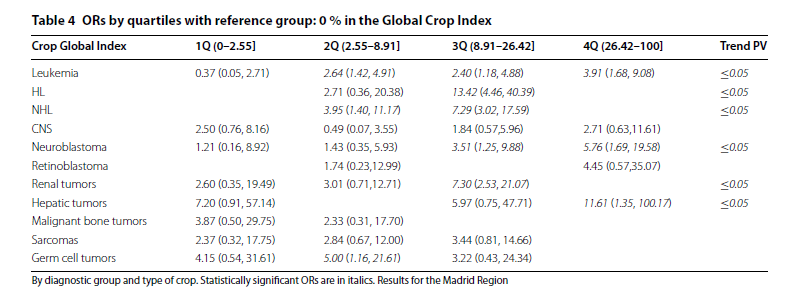 Table 4 ORs by quartiles with reference group: 0 % in the Global Crop Index
Crop Global Index 1Q (0–2.55] 2Q (2.55–8.91] 3Q (8.91–26.42] 4Q (26.42–100] Trend PV
Leukemia 0.37 (0.05, 2.71) 2.64 (1.42, 4.91) 2.40 (1.18, 4.88) 3.91 (1.68, 9.08) ≤0.05
HL 2.71 (0.36, 20.38) 13.42 (4.46, 40.39) ≤0.05
NHL 3.95 (1.40, 11.17) 7.29 (3.02, 17.59) ≤0.05
CNS 2.50 (0.76, 8.16) 0.49 (0.07, 3.55) 1.84 (0.57,5.96) 2.71 (0.63,11.61)
Neuroblastoma 1.21 (0.16, 8.92) 1.43 (0.35, 5.93) 3.51 (1.25, 9.88) 5.76 (1.69, 19.58) ≤0.05
Retinoblastoma 1.74 (0.23,12.99) 4.45 (0.57,35.07)
Renal tumors 2.60 (0.35, 19.49) 3.01 (0.71,12.71) 7.30 (2.53, 21.07) ≤0.05
Hepatic tumors 7.20 (0.91, 57.14) 5.97 (0.75, 47.71) 11.61 (1.35, 100.17) ≤0.05
Malignant bone tumors 3.87 (0.50, 29.75) 2.33 (0.31, 17.70)
Sarcomas 2.37 (0.32, 17.75) 2.84 (0.67, 12.00) 3.44 (0.81, 14.66)
Germ cell tumors 4.15 (0.54, 31.61) 5.00 (1.16, 21.61) 3.22 (0.43, 24.34)
By diagnostic group and type of crop. Statistically significant ORs are in italics. Results for the Madrid Region